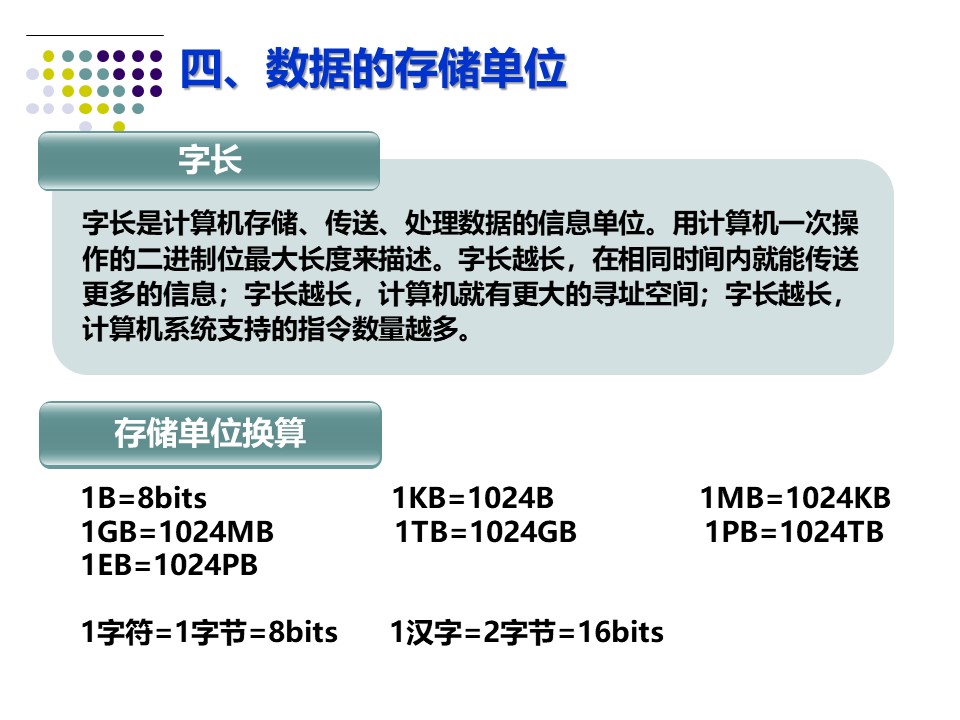 四、数据的存储单位
字长
字长是计算机存储、传送、处理数据的信息单位。用计算机一次操
作的二进制位最大长度来描述。字长越长，在相同时间内就能传送
更多的信息；字长越长，计算机就有更大的寻址空间；字长越长，
计算机系统支持的指令数量越多。
存储单位换算
1B=8bits 1KB=1024B 1MB=1024KB
1GB=1024MB 1TB=1024GB 1PB=1024TB
1EB=1024PB
1字符=1字节=8bits 1汉字=2字节=16bits